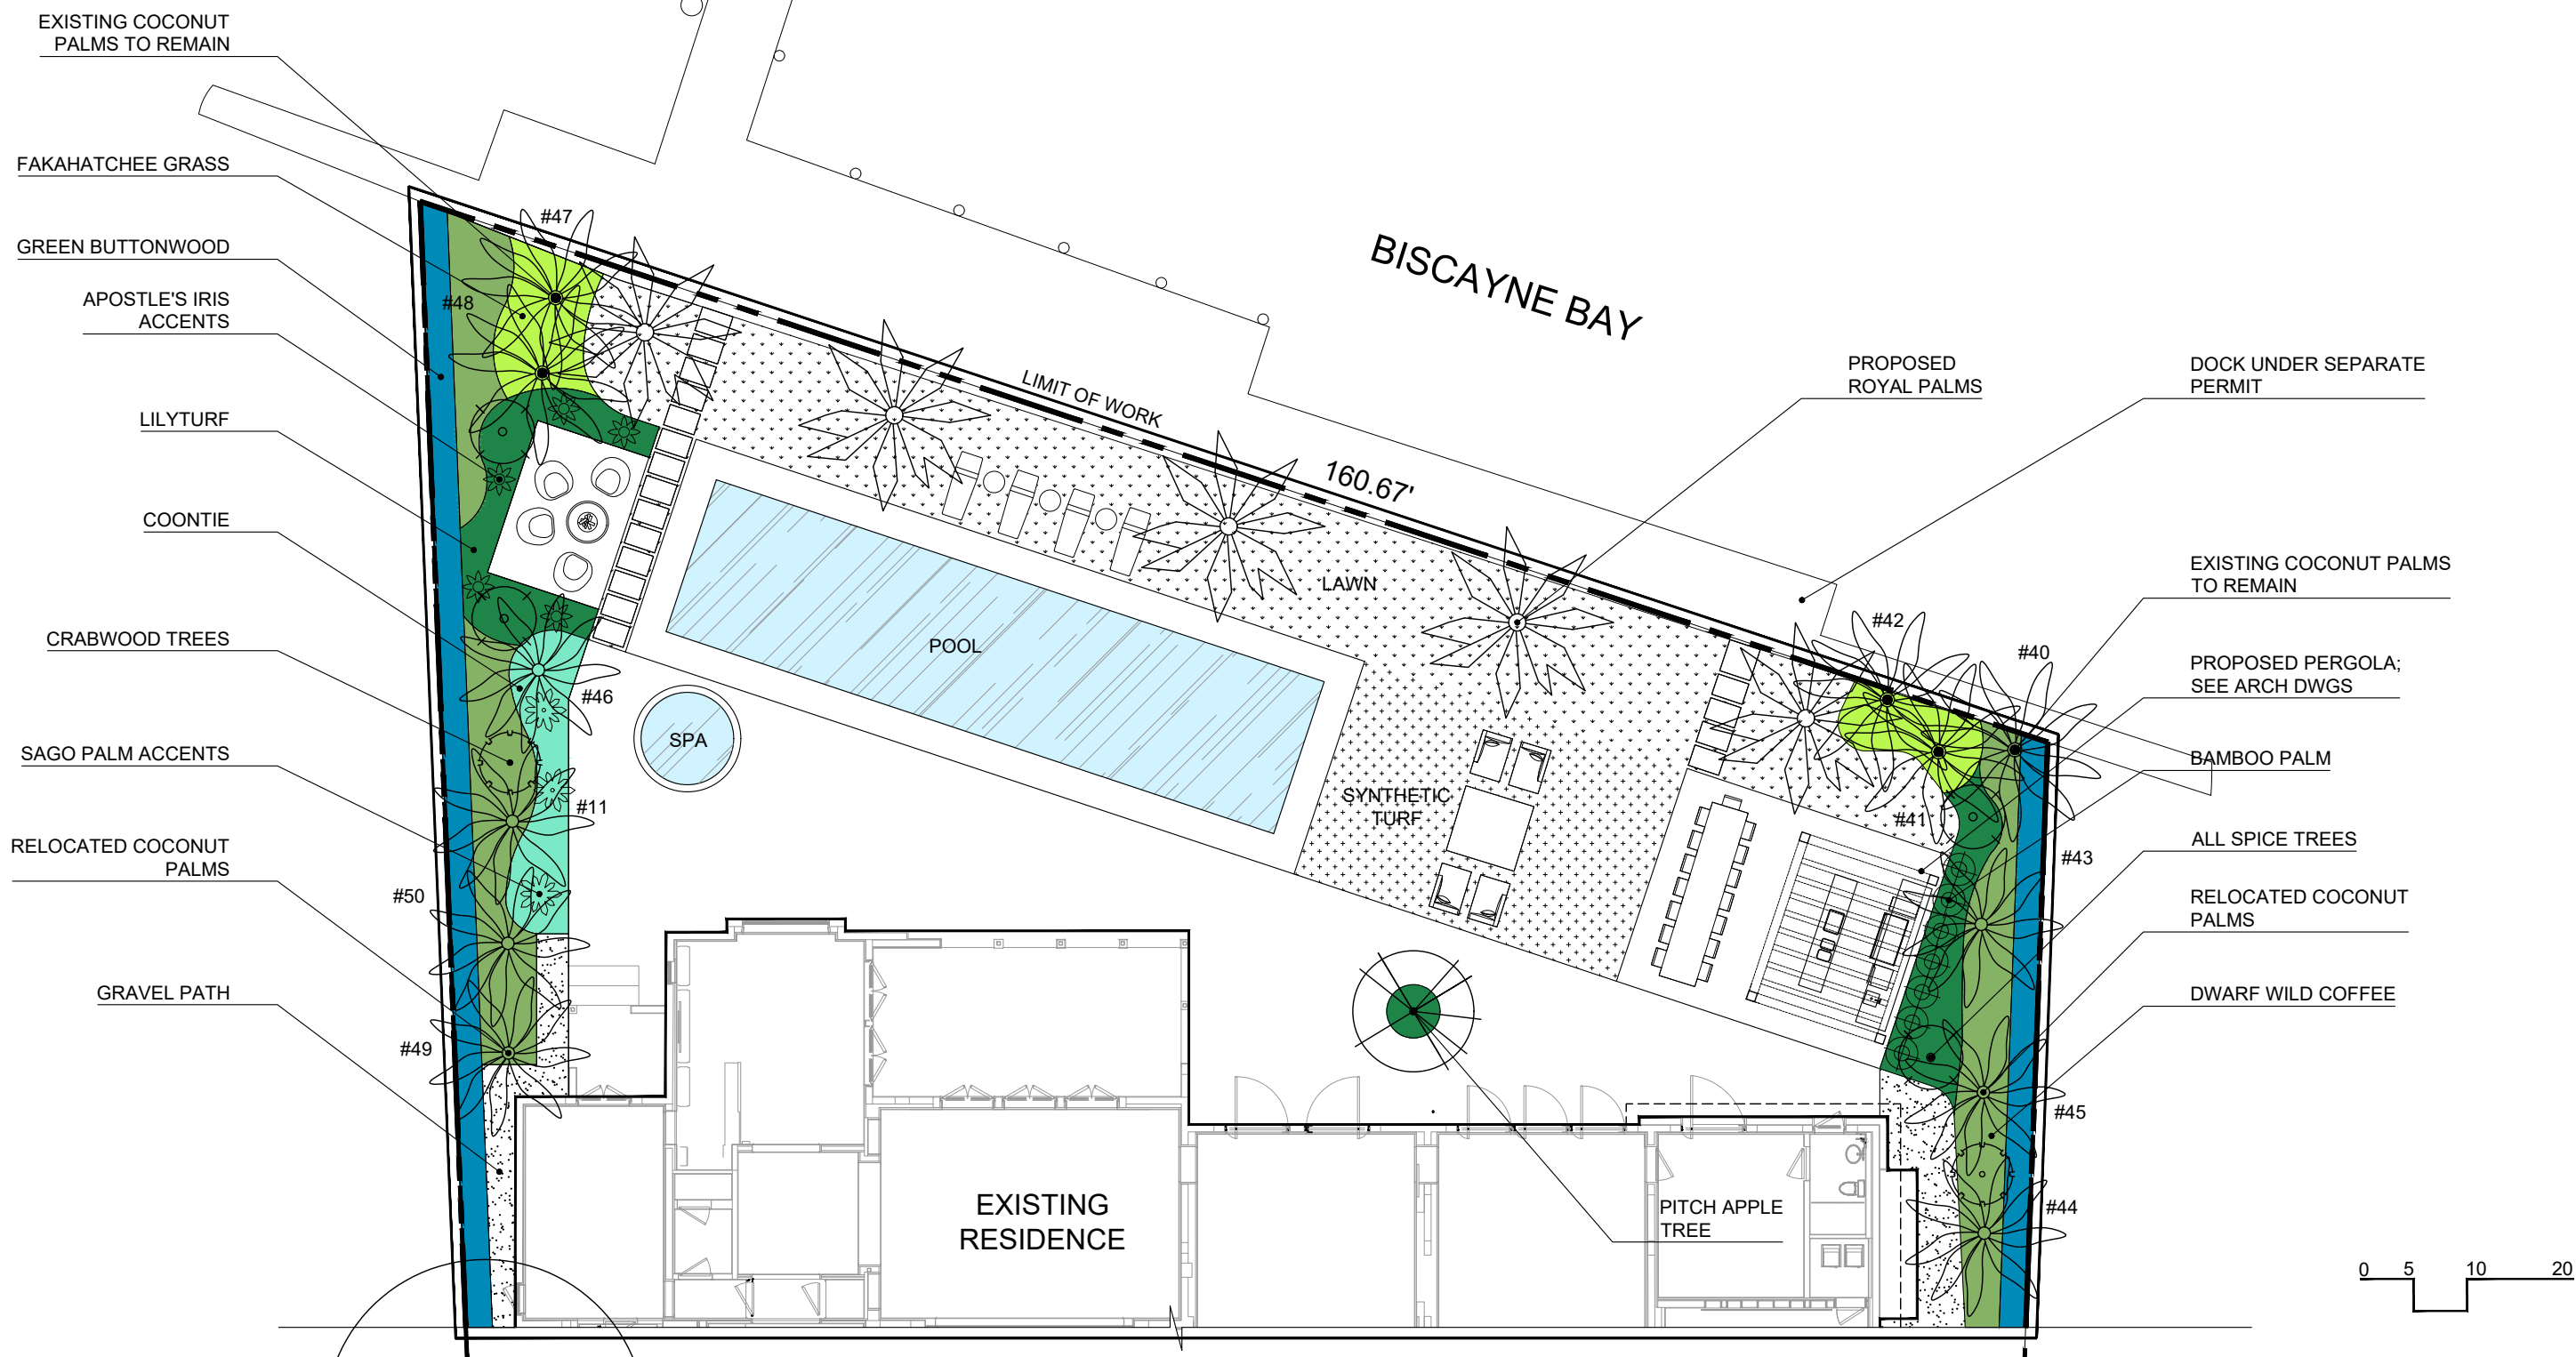 EXISTING COCONUT
PALMS TO REMAIN
FAKAHATCHEE GRASS
GREEN BUTTONWOOD
APOSTLE'S IRIS
ACCENTS
LILYTURF
COONTIE
CRABWOOD TREES
SAGO PALM ACCENTS
RELOCATED COCONUT
PALMS
GRAVEL PATH
#47
#48
#46
#11
#50
#49
BISCAYNE BAY
LIMIT OF WORK
160.67'
LAWN
POOL
SPA
SYNTHETIC
TURF
EXISTING
RESIDENCE
PITCH APPLE
TREE
PROPOSED
ROYAL PALMS
DOCK UNDER SEPARATE
PERMIT
EXISTING COCONUT PALMS
TO REMAIN
PROPOSED PERGOLA;
SEE ARCH DWGS
BAMBOO PALM
ALL SPICE TREES
RELOCATED COCONUT
PALMS
DWARF WILD COFFEE
#42
#40
#41
#43
#45
#44
0 5 10 20